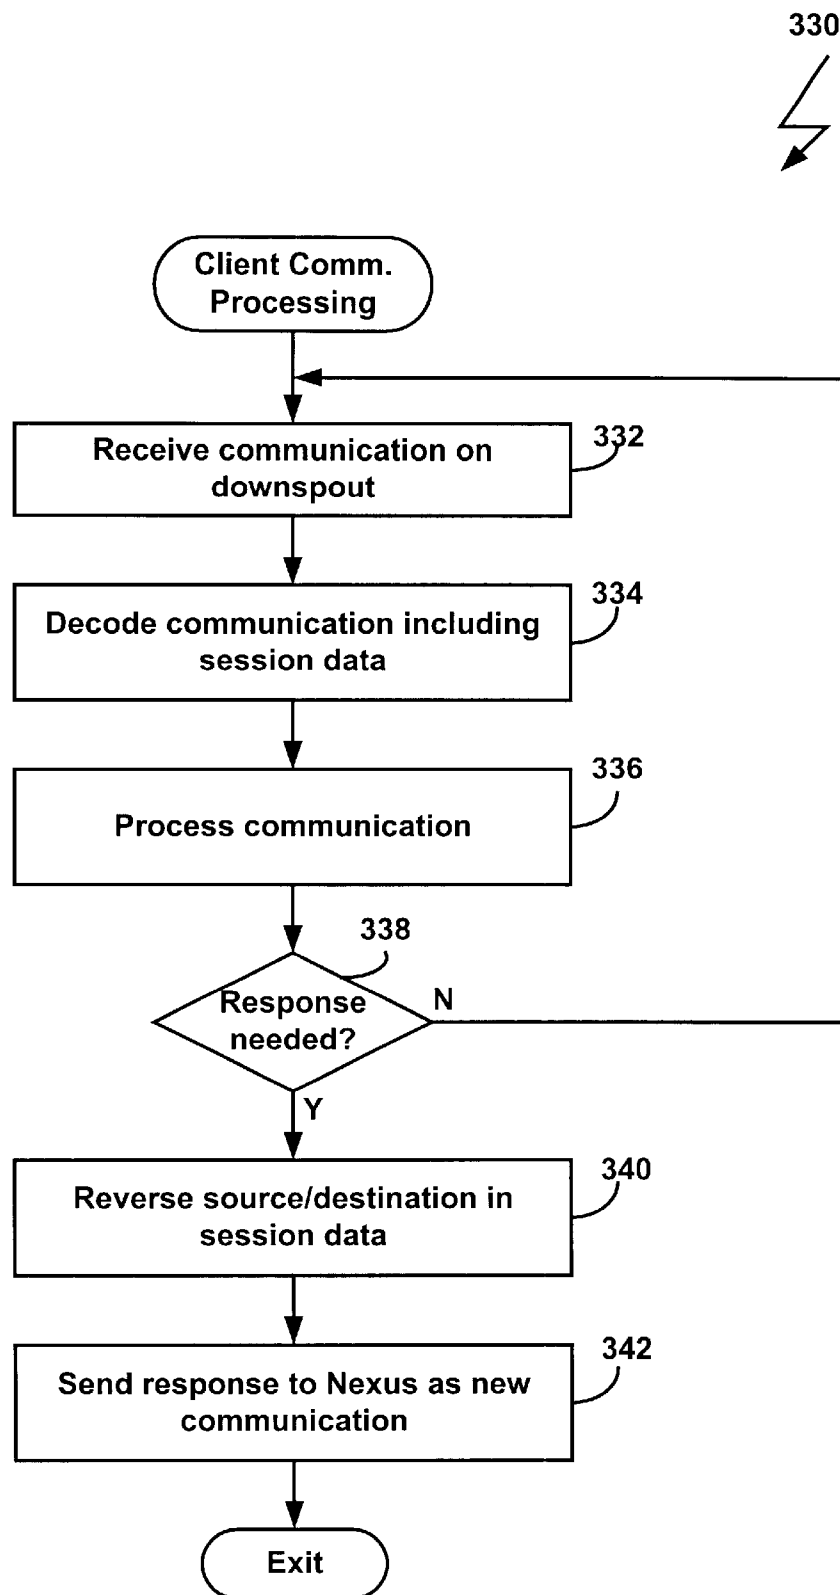 330
Client Comm.
Processing
Receive communication on
downspout
332
Decode communication including
session data
334
Process communication
336
338
Response
needed?
N
Y
Reverse source/destination in
session data
340
Send response to Nexus as new
communication
342
Exit